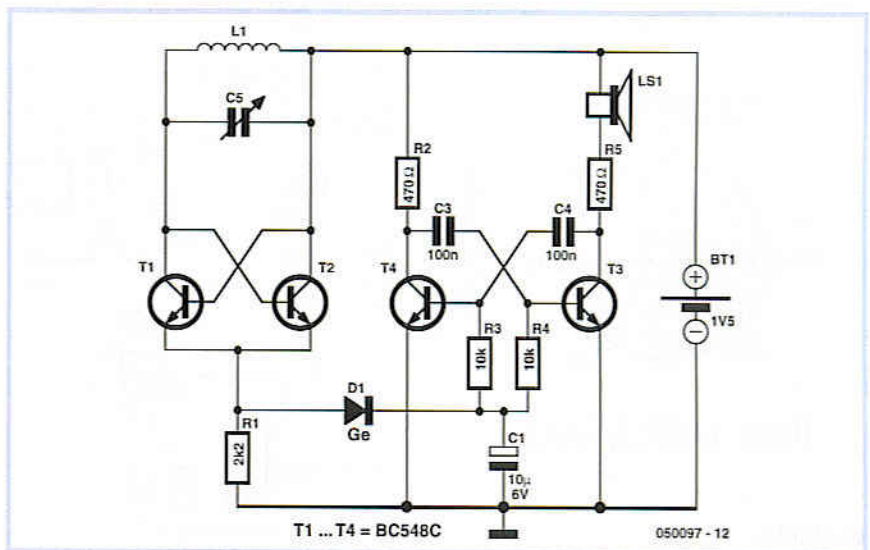 L1
C5
LS1
R2
470Ω
R5
470Ω
C3
100n
C4
100n
T1
T2
T4
T3
BT1
+
1V5
−
R3
10k
R4
10k
D1
Ge
R1
2k2
C1
10µ
6V
T1 ... T4 = BC548C
050097 - 12